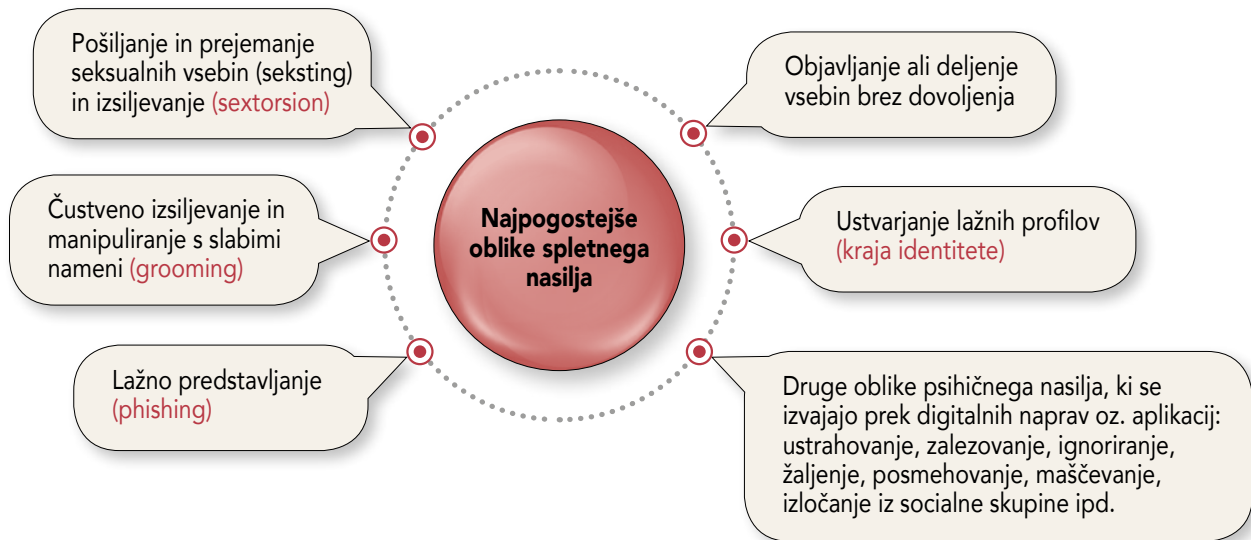 Pošiljanje in prejemanje
seksualnih vsebin (seksting)
in izsiljevanje (sextorsion)
Objavljanje ali deljenje
vsebin brez dovoljenja
Najpogostejše
oblike spletnega
nasilja
Čustveno izsiljevanje in
manipuliranje s slabimi
nameni (grooming)
Ustvarjanje lažnih profilov
(kraja identitete)
Lažno predstavljanje
(phishing)
Druge oblike psihičnega nasilja, ki se
izvajajo prek digitalnih naprav oz. aplikacij:
ustrahovanje, zalezovanje, ignoriranje,
žaljenje, posmehovanje, maščevanje,
izločanje iz socialne skupine ipd.